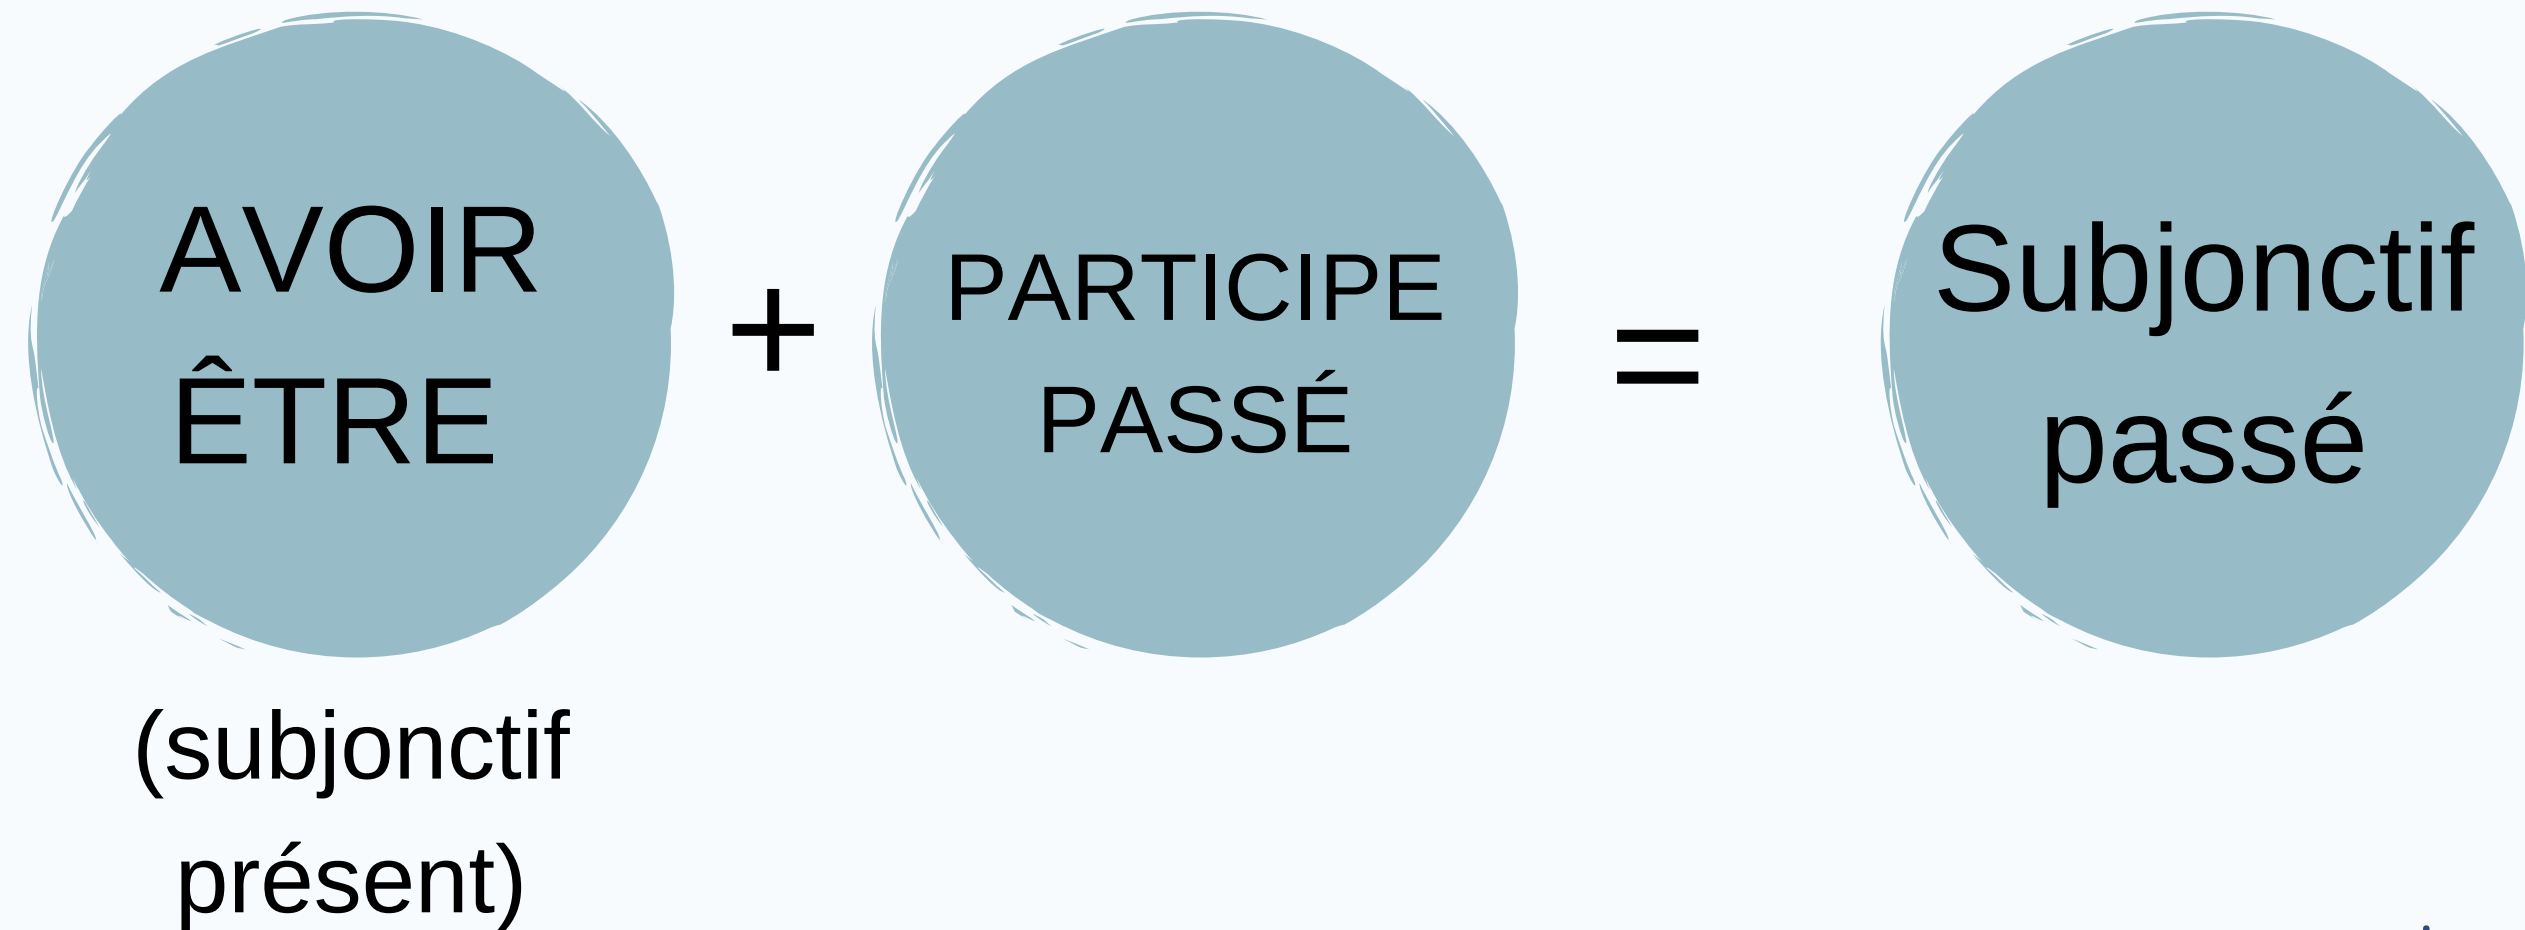 AVOIR
ÊTRE
(subjonctif
présent)
+
PARTICIPE
PASSÉ
=
Subjonctif
passé